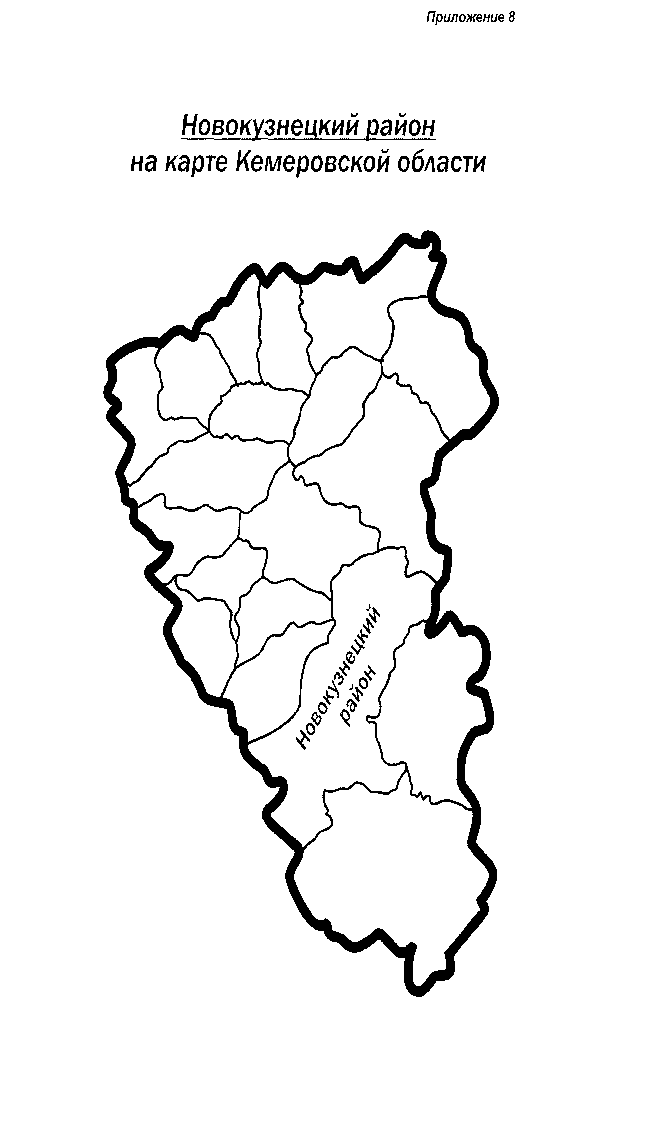 Приложение 8
Новокузнецкий район
на карте Кемеровской области
Новокузнецкий
район